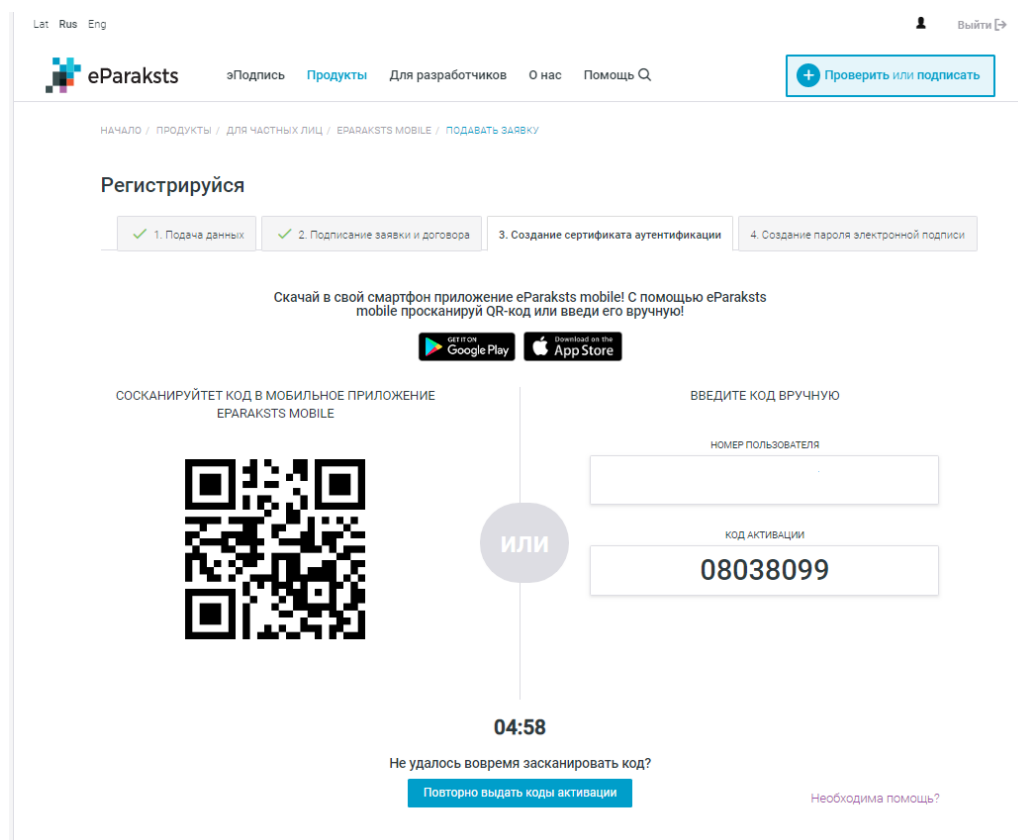 Lat Rus Eng
Выйти
eParaksts
эПодпись Продукты Для разработчиков О нас Помощь
Проверить или подписать
НАЧАЛО / ПРОДУКТЫ / ДЛЯ ЧАСТНЫХ ЛИЦ / EPARAKSTS MOBILE / ПОДАВАТЬ ЗАЯВКУ
Регистрируйся
1. Подача данных
2. Подписание заявки и договора
3. Создание сертификата аутентификации
4. Создание пароля электронной подписи
Скачай в свой смартфон приложение eParaksts mobile! С помощью eParaksts
mobile просканируй QR-код или введи его вручную!
GET IT ON
Google Play
Download on the
App Store
СОСКАНИРУЙТЕТ КОД В МОБИЛЬНОЕ ПРИЛОЖЕНИЕ
EPARAKSTS MOBILE
ИЛИ
ВВЕДИТЕ КОД ВРУЧНУЮ
НОМЕР ПОЛЬЗОВАТЕЛЯ
КОД АКТИВАЦИИ
08038099
04:58
Не удалось вовремя засканировать код?
Повторно выдать коды активации
Необходима помощь?